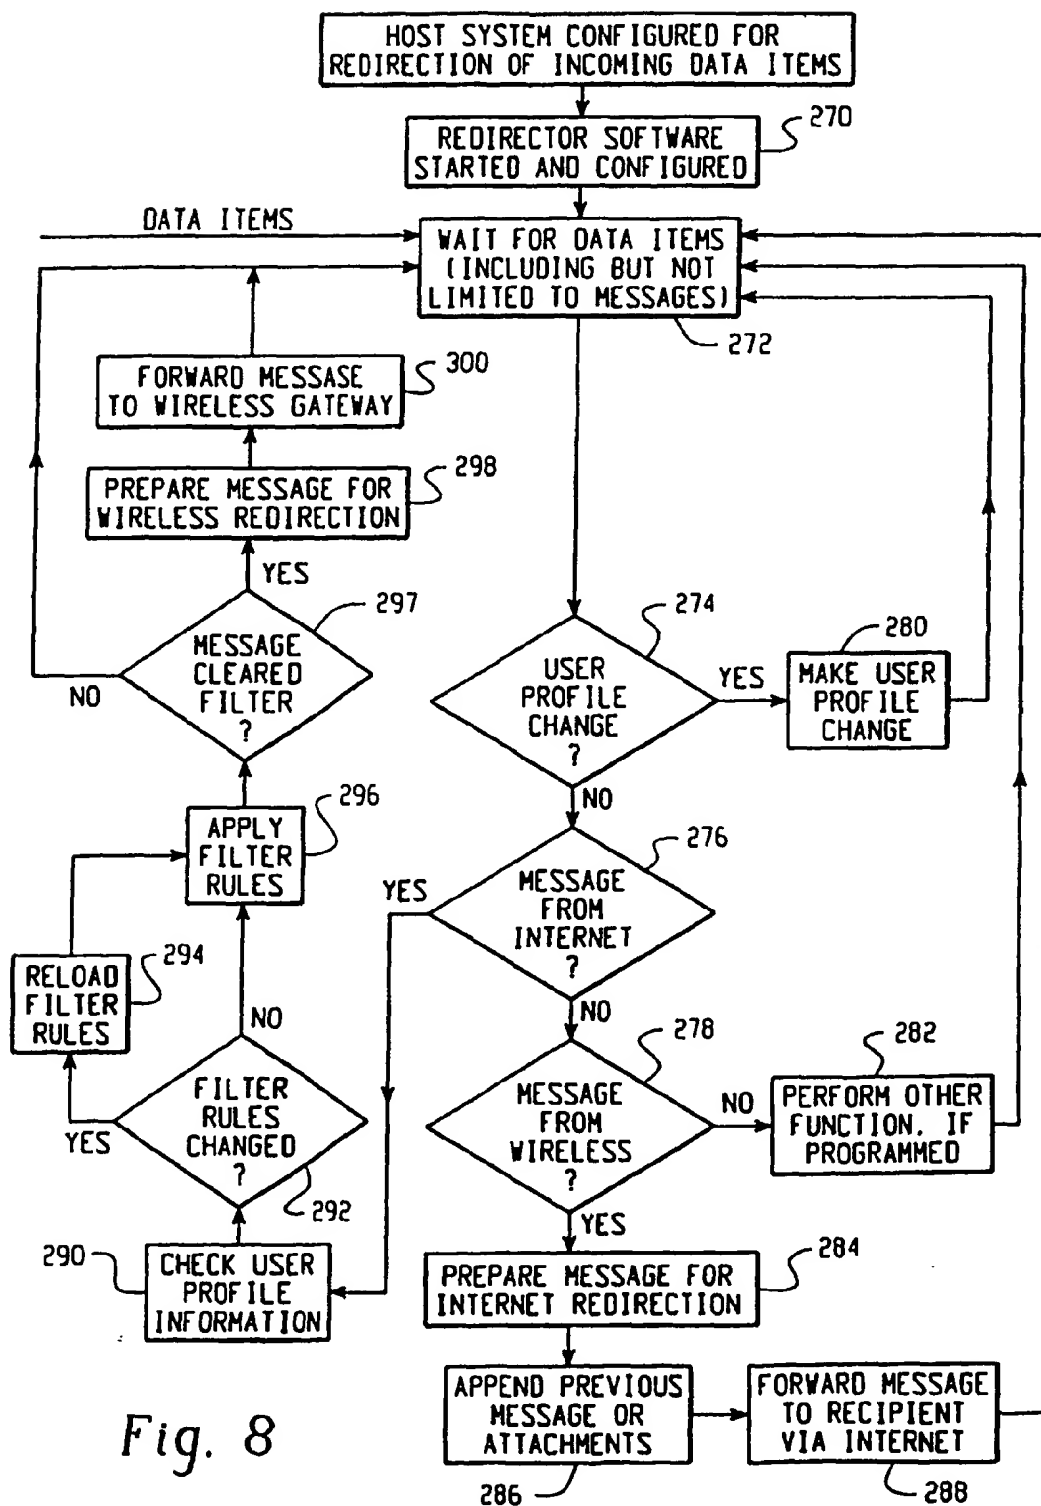 HOST SYSTEM CONFIGURED FOR
REDIRECTION OF INCOMING DATA ITEMS
270
REDIRECTOR SOFTWARE
STARTED AND CONFIGURED
DATA ITEMS
WAIT FOR DATA ITEMS
(INCLUDING BUT NOT
LIMITED TO MESSAGES)
272
300
FORWARD MESSASE
TO WIRELESS GATEWAY
298
PREPARE MESSAGE FOR
WIRELESS REDIRECTION
YES
297
MESSAGE
CLEARED
FILTER
?
NO
274
USER
PROFILE
CHANGE
?
YES
280
MAKE USER
PROFILE
CHANGE
NO
296
APPLY
FILTER
RULES
276
YES
MESSAGE
FROM
INTERNET
?
294
RELOAD
FILTER
RULES
NO
NO
278
282
FILTER
RULES
CHANGED
?
YES
292
MESSAGE
FROM
WIRELESS
?
NO
PERFORM OTHER
FUNCTION. IF
PROGRAMMED
YES
290
CHECK USER
PROFILE
INFORMATION
284
PREPARE MESSAGE FOR
INTERNET REDIRECTION
APPEND PREVIOUS
MESSAGE OR
ATTACHMENTS
286
FORWARD MESSAGE
TO RECIPIENT
VIA INTERNET
288
Fig. 8